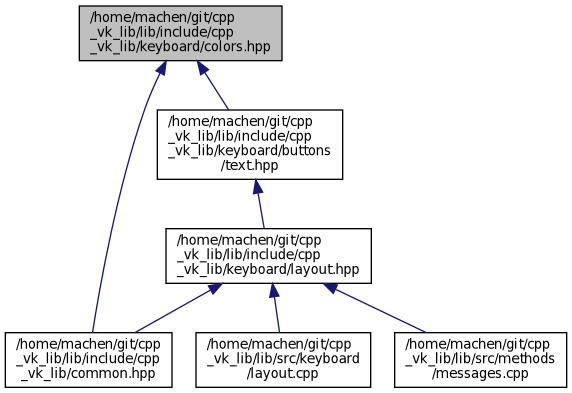 /home/machen/git/cpp
_vk_lib/lib/include/cpp
_vk_lib/keyboard/colors.hpp
/home/machen/git/cpp
_vk_lib/lib/include/cpp
_vk_lib/keyboard/buttons
/text.hpp
/home/machen/git/cpp
_vk_lib/lib/include/cpp
_vk_lib/keyboard/layout.hpp
/home/machen/git/cpp
_vk_lib/lib/include/cpp
_vk_lib/common.hpp
/home/machen/git/cpp
_vk_lib/lib/src/keyboard
/layout.cpp
/home/machen/git/cpp
_vk_lib/lib/src/methods
/messages.cpp